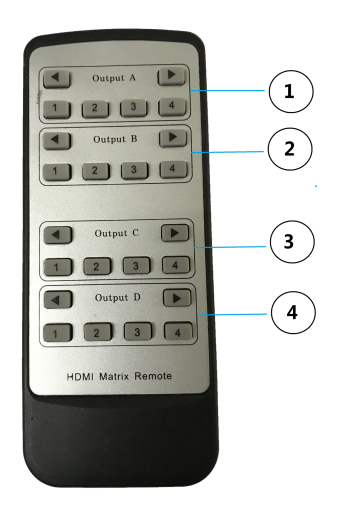 Output A
1 2 3 4
1
Output B
1 2 3 4
2
Output C
1 2 3 4
3
Output D
1 2 3 4
4
HDMI Matrix Remote